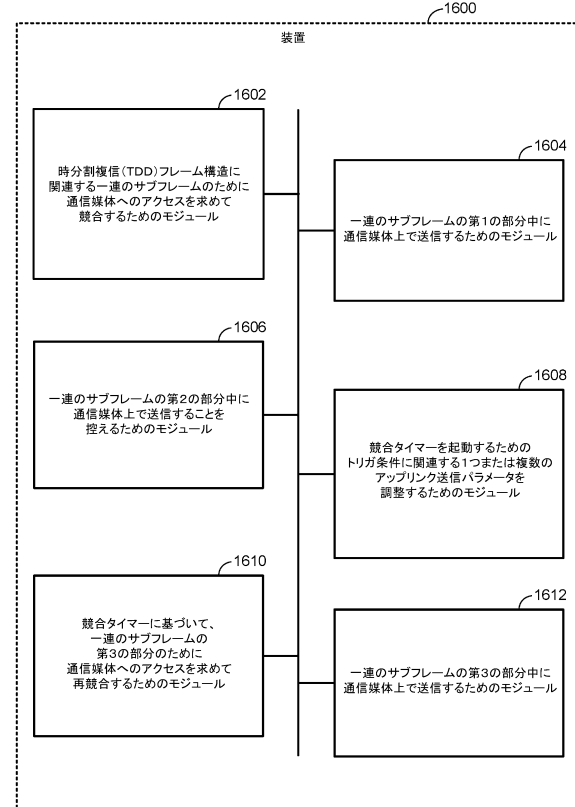 1600
装置
1602
時分割複信(TDD)フレーム構造に
関連する一連のサブフレームのために
通信媒体へのアクセスを求めて
競合するためのモジュール
1604
一連のサブフレームの第1の部分中に
通信媒体上で送信するためのモジュール
1606
一連のサブフレームの第2の部分中に
通信媒体上で送信することを
控えるためのモジュール
1608
競合タイマーを起動するための
トリガ条件に関連する1つまたは複数の
アップリンク送信パラメータを
調整するためのモジュール
1610
競合タイマーに基づいて、
一連のサブフレームの
第3の部分のために
通信媒体へのアクセスを求めて
再競合するためのモジュール
1612
一連のサブフレームの第3の部分中に
通信媒体上で送信するためのモジュール